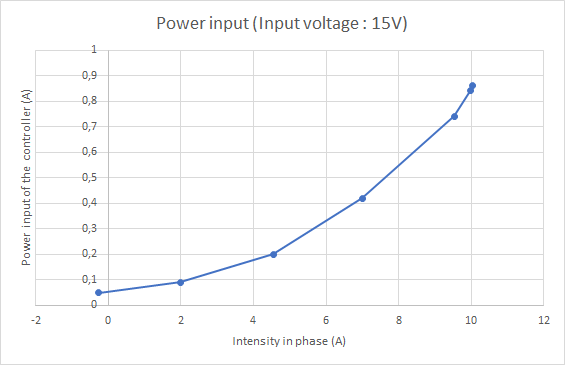 Power input (Input voltage : 15V)
Power input of the controller (A)
1
0,9
0,8
0,7
0,6
0,5
0,4
0,3
0,2
0,1
0
-2 0 2 4 6 8 10 12
Intensity in phase (A)